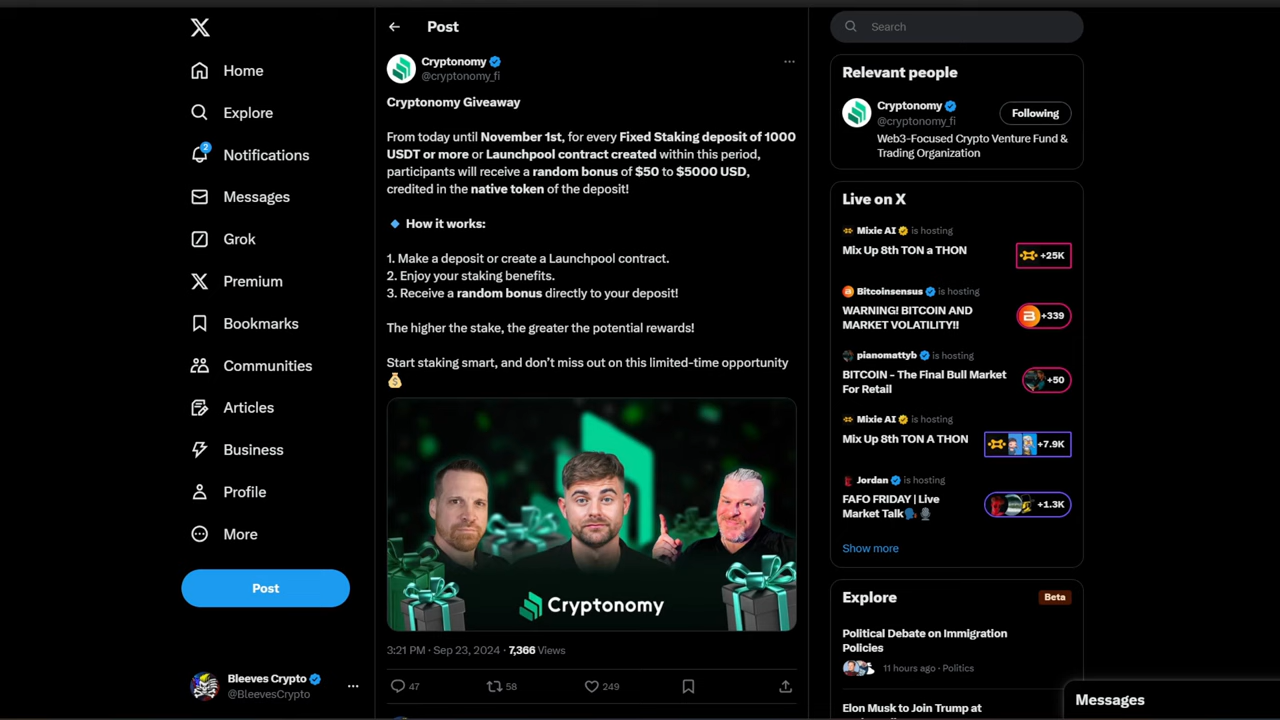 Home
Explore
2
Notifications
Messages
Grok
Premium
Bookmarks
Communities
Articles
Business
Profile
More
Post
Bleeves Crypto
@BleevesCrypto
Post
Cryptonomy
@cryptonomy_fi
Cryptonomy Giveaway
From today until November 1st, for every Fixed Staking deposit of 1000
USDT or more or Launchpool contract created within this period,
participants will receive a random bonus of $50 to $5000 USD,
credited in the native token of the deposit!
How it works:
1. Make a deposit or create a Launchpool contract.
2. Enjoy your staking benefits.
3. Receive a random bonus directly to your deposit!
The higher the stake, the greater the potential rewards!
Start staking smart, and don’t miss out on this limited-time opportunity
Cryptonomy
3:21 PM · Sep 23, 2024 · 7,366 Views
47 58 249
Search
Relevant people
Cryptonomy
@cryptonomy_fi
Following
Web3-Focused Crypto Venture Fund &
Trading Organization
Live on X
Mixie AI is hosting
Mix Up 8th TON a THON
+25K
Bitcoinsensus is hosting
WARNING! BITCOIN AND
MARKET VOLATILITY!!
+339
pianomattyb is hosting
BITCOIN - The Final Bull Market
For Retail
+50
Mixie AI is hosting
Mix Up 8th TON A THON
+7.9K
Jordan is hosting
FAFO FRIDAY | Live
Market Talk
+1.3K
Show more
Explore
Beta
Political Debate on Immigration
Policies
11 hours ago · Politics
Elon Musk to Join Trump at
Messages